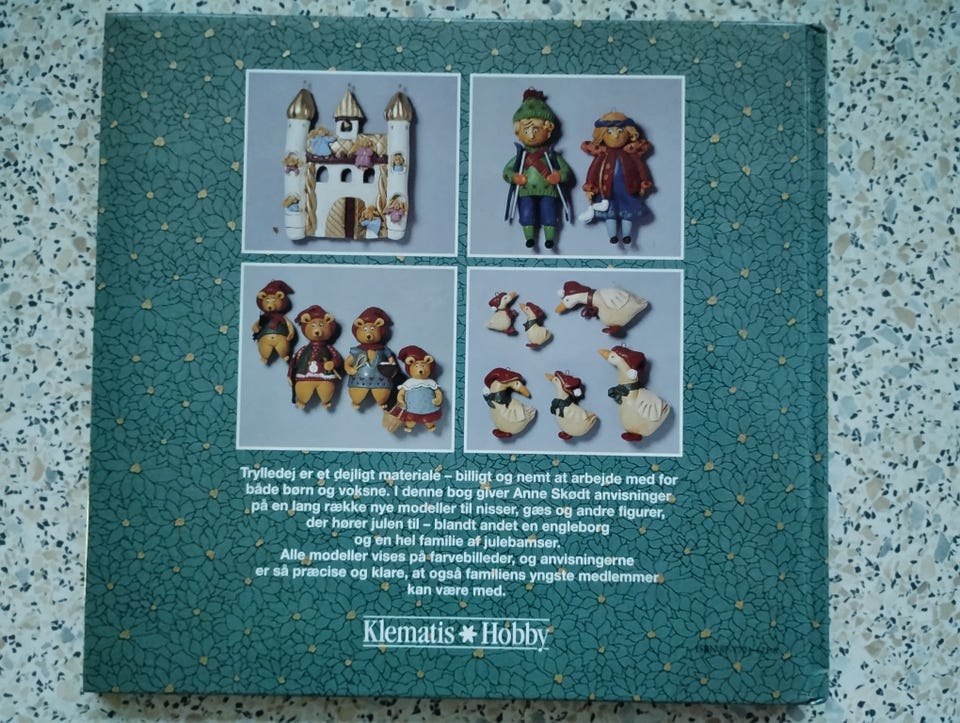 Trylledej er et dejligt materiale – billigt og nemt at arbejde med for
både børn og voksne. I denne bog giver Anne Skødt anvisninger
på en lang række nye modeller til nisser, gæs og andre figurer,
der hører julen til – blandt andet en engleborg
og en hel familie af julebamser.
Alle modeller vises på farvebilleder, og anvisningerne
er så præcise og klare, at også familiens yngste medlemmer
kan være med.
Klematis * Hobby
ISBN